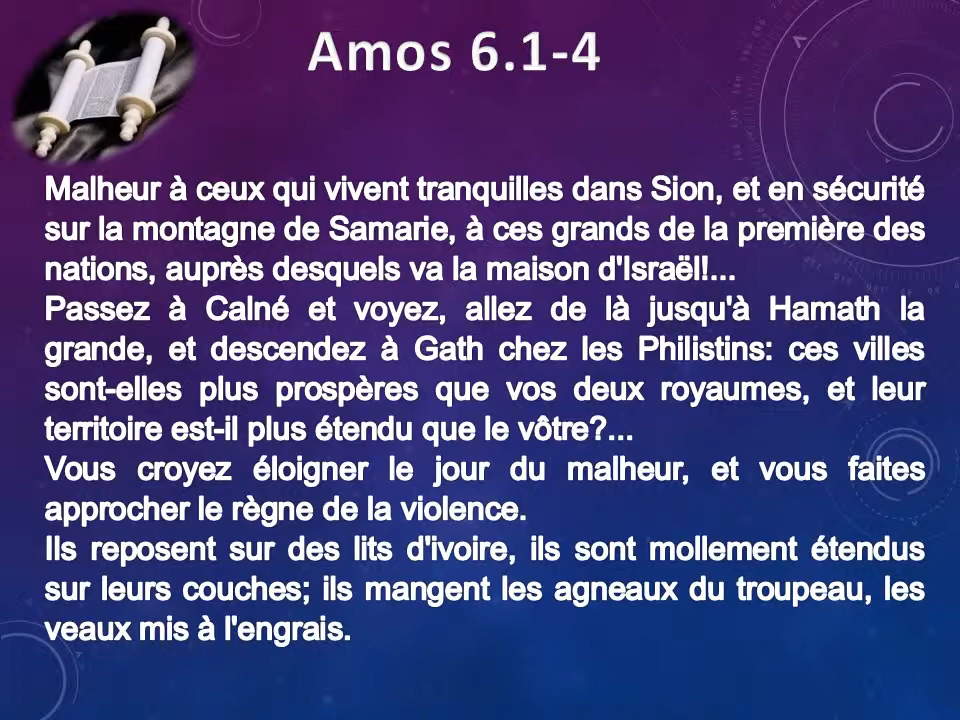 Amos 6.1-4
Malheur à ceux qui vivent tranquilles dans Sion, et en sécurité
sur la montagne de Samarie, à ces grands de la première des
nations, auprès desquels va la maison d'Israël!...
Passez à Calné et voyez, allez de là jusqu'à Hamath la
grande, et descendez à Gath chez les Philistins: ces villes
sont-elles plus prospères que vos deux royaumes, et leur
territoire est-il plus étendu que le vôtre?...
Vous croyez éloigner le jour du malheur, et vous faites
approcher le règne de la violence.
Ils reposent sur des lits d'ivoire, ils sont mollement étendus
sur leurs couches; ils mangent les agneaux du troupeau, les
veaux mis à l'engrais.